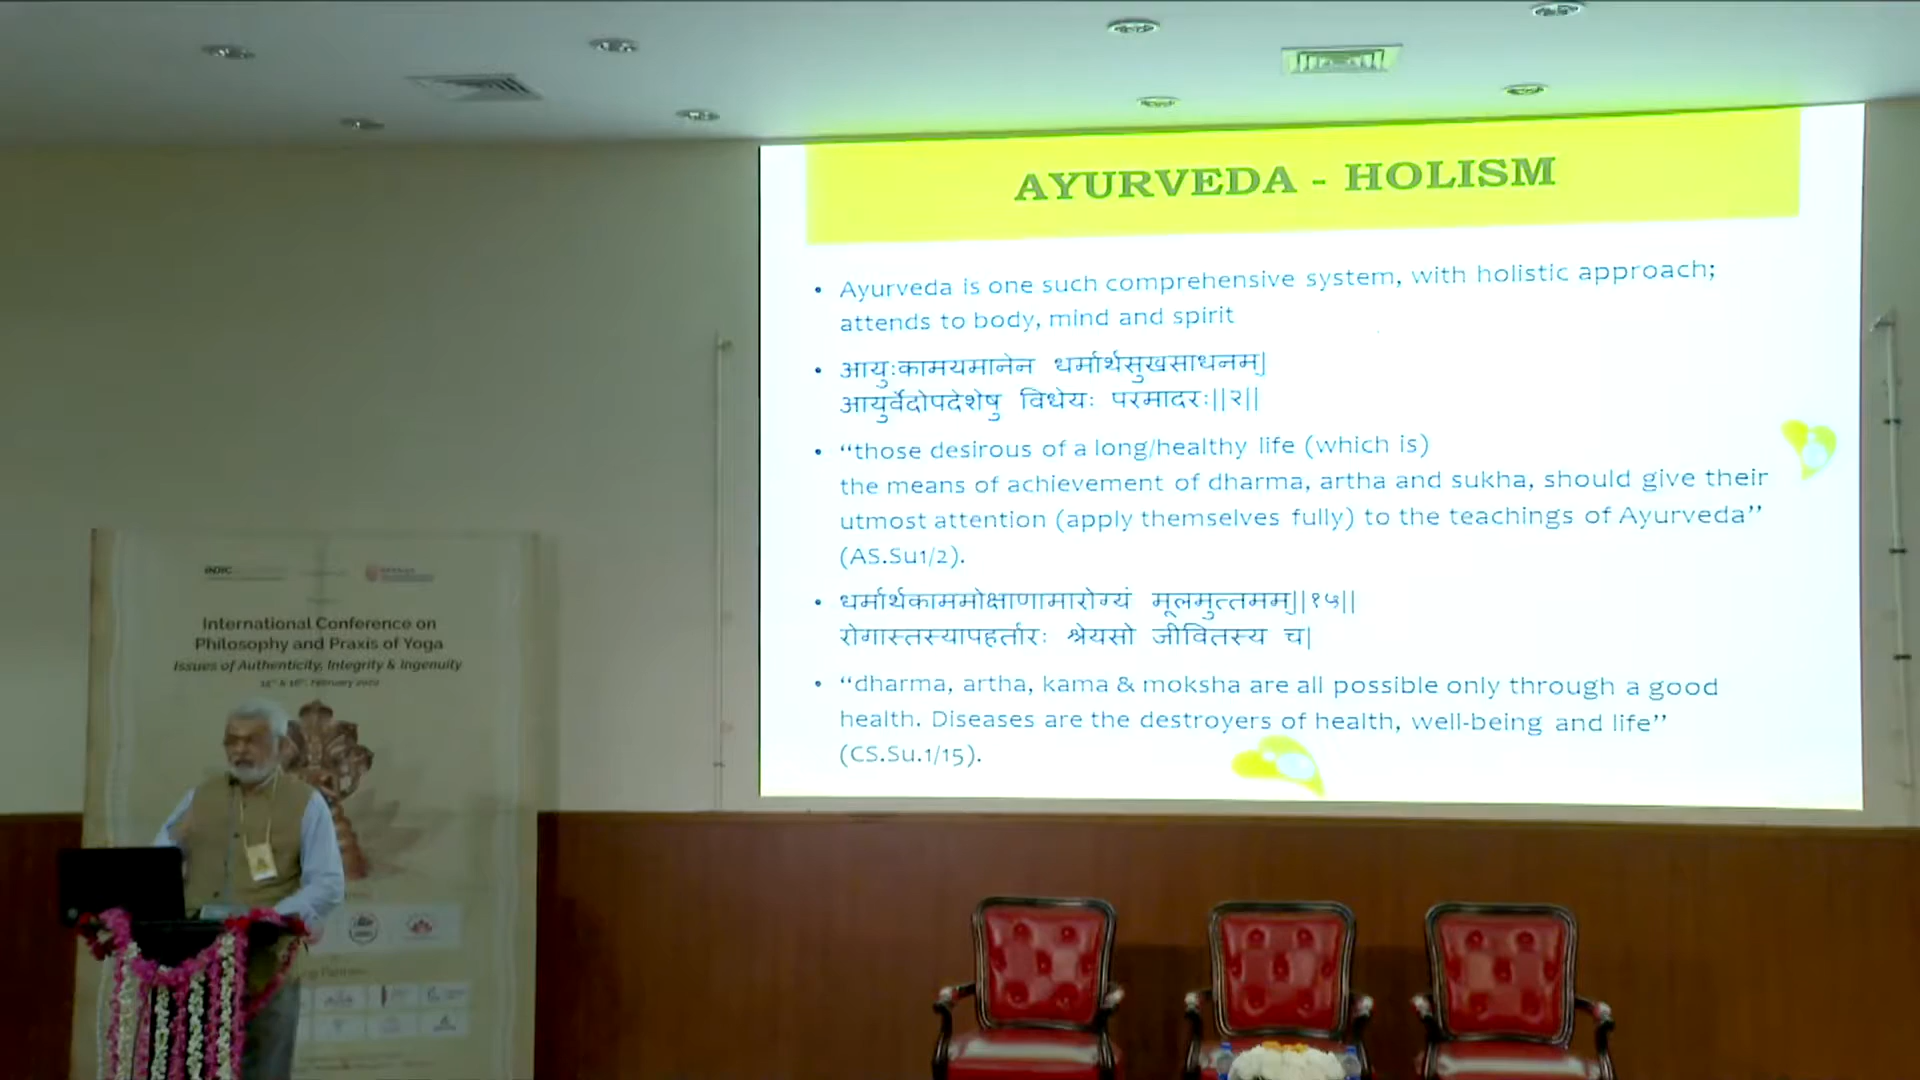 AYURVEDA - HOLISM
• Ayurveda is one such comprehensive system, with holistic approach;
attends to body, mind and spirit
• आयुःकामयमानेन धर्मार्थसुखसाधनम्|
आयुर्वेदोपदेशेषु विधेयः परमादरः||२||
• “those desirous of a long/healthy life (which is)
the means of achievement of dharma, artha and sukha, should give their
utmost attention (apply themselves fully) to the teachings of Ayurveda”
(AS.Su1/2).
• धर्मार्थकाममोक्षाणामारोग्यं मूलमुत्तमम्||१५||
रोगास्तस्यापहर्तारः श्रेयसो जीवितस्य च|
• “dharma, artha, kama & moksha are all possible only through a good
health. Diseases are the destroyers of health, well-being and life”
(CS.Su.1/15).
INDIC
International Conference on
Philosophy and Praxis of Yoga
Issues of Authenticity, Integrity & Ingenuity